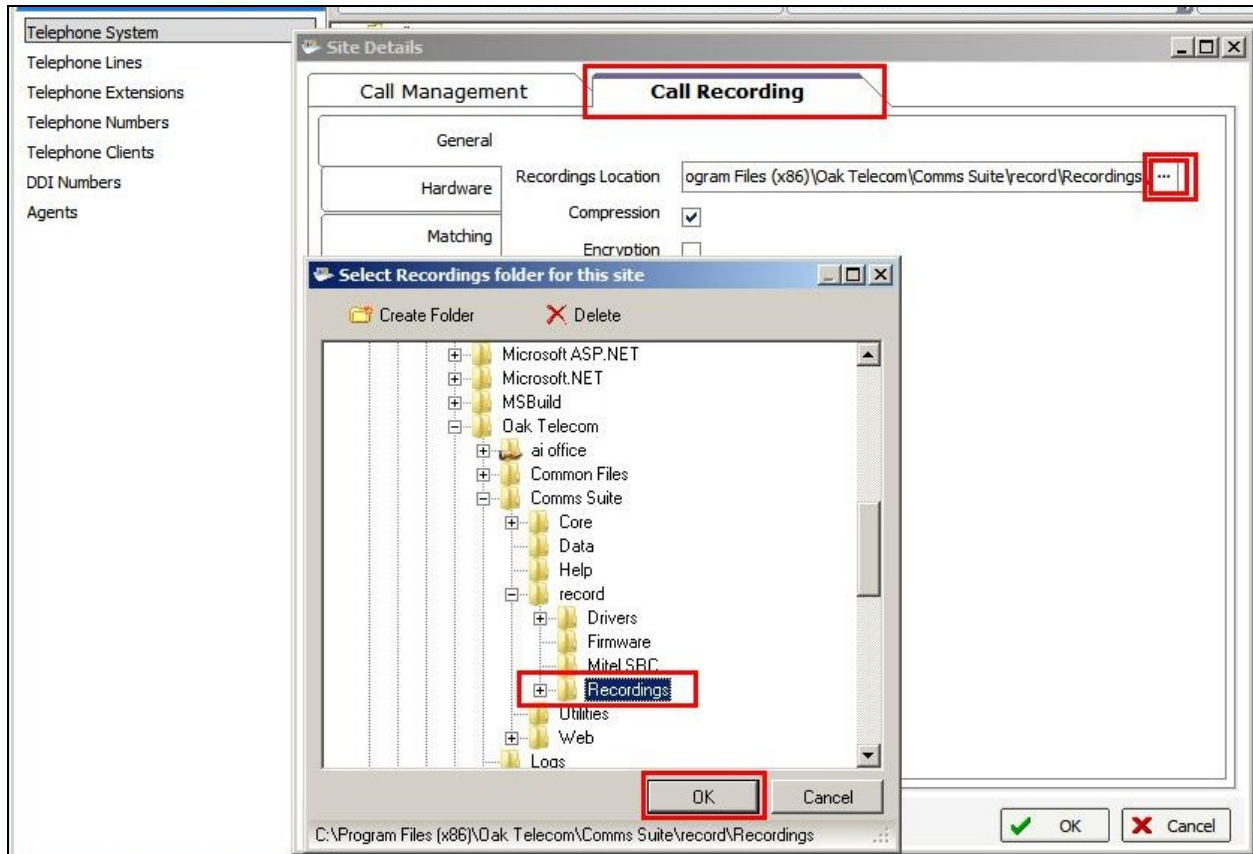 Telephone System
Telephone Lines
Telephone Extensions
Telephone Numbers
Telephone Clients
DDI Numbers
Agents
Site Details
Call Management
Call Recording
General
Hardware
Matching
Recordings Location
ogram Files (x86)\Oak Telecom\Comms Suite\record\Recordings
...
Compression
Encryption
Select Recordings folder for this site
Create Folder
Delete
Microsoft ASP.NET
Microsoft.NET
MSBuild
Oak Telecom
ai office
Common Files
Comms Suite
Core
Data
Help
record
Drivers
Firmware
Mitel SRC
Recordings
Utilities
Web
Logs
OK
Cancel
C:\Program Files (x86)\Oak Telecom\Comms Suite\record\Recordings
OK
Cancel